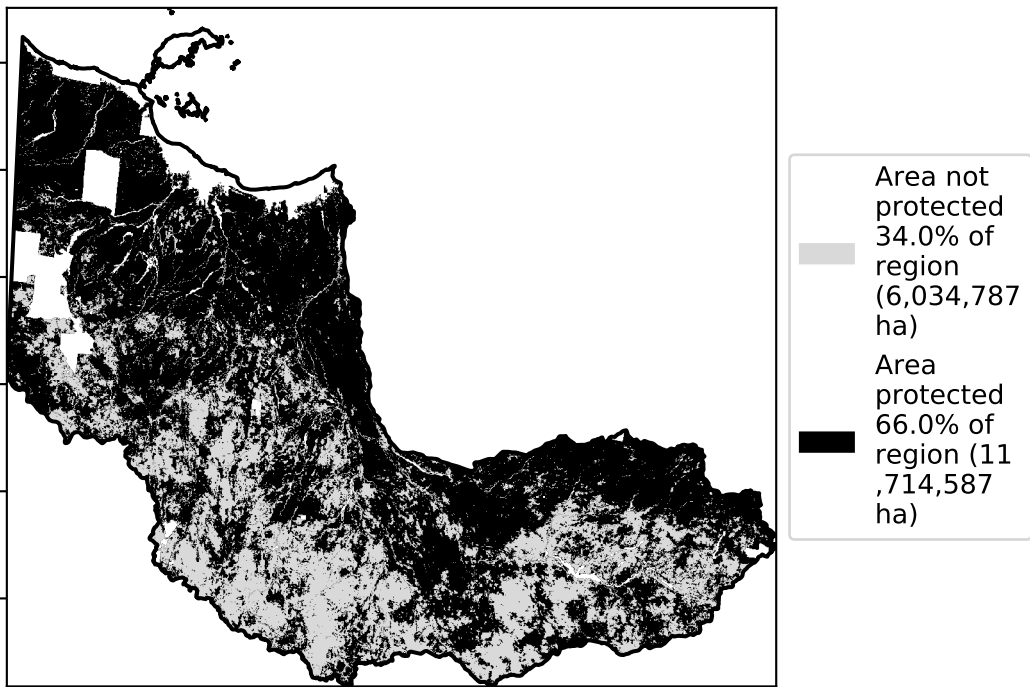 Area not
protected
34.0% of
region
(6,034,787
ha)
Area
protected
66.0% of
region (11
,714,587
ha)